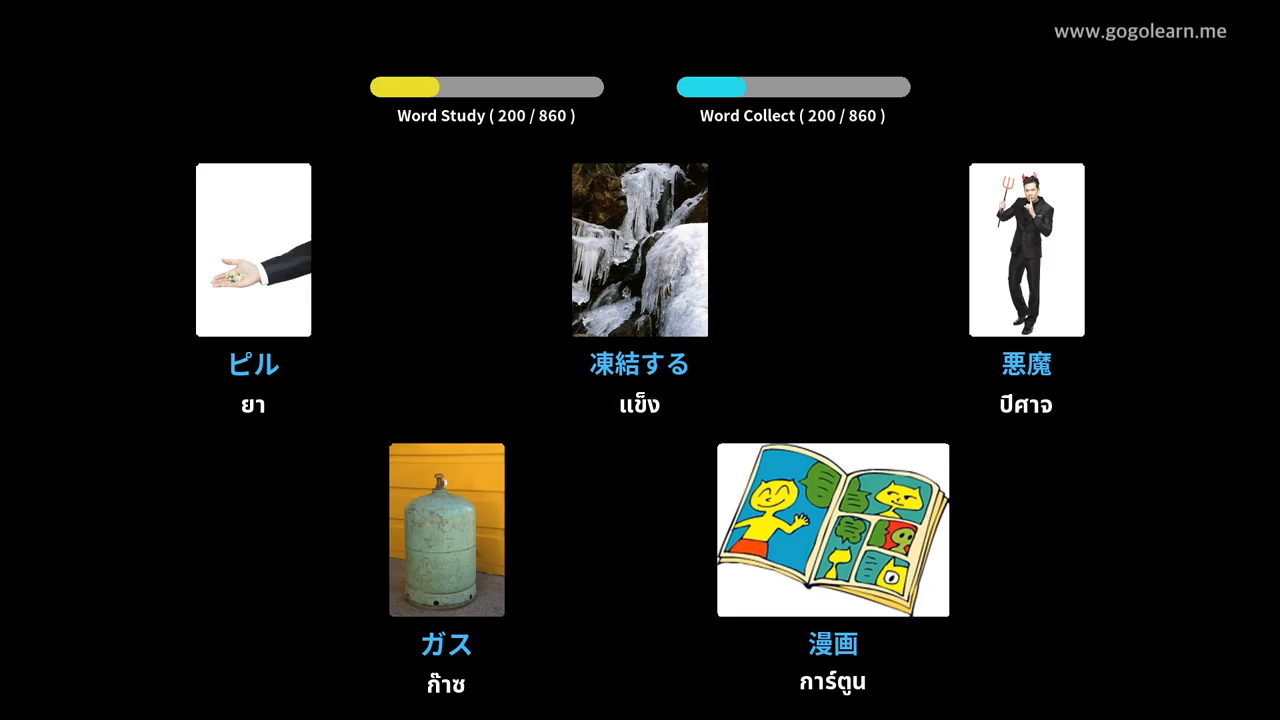 www.gogolearn.me
Word Study ( 200 / 860 )
Word Collect ( 200 / 860 )
ピル
ยา
凍結する
แข็ง
悪魔
ปีศาจ
ガス
ก๊าซ
漫画
การ์ตูน